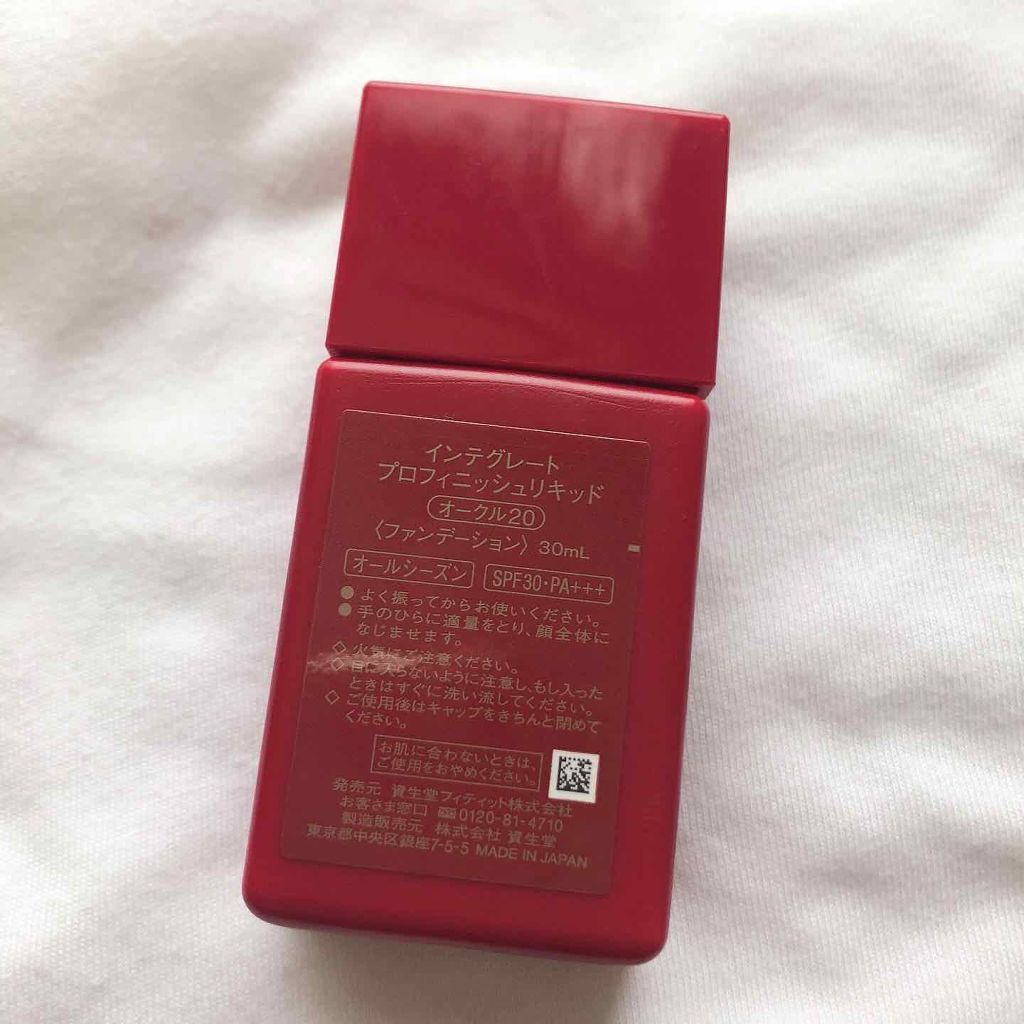 インテグレート
プロフィニッシュリキッド
オークル20
〈ファンデーション〉 30mL
オールシーズン SPF30・PA+++
● よく振ってからお使いください。
● 手のひらに適量をとり、顔全体に
なじませます。
◇ 火気にご注意ください。
◇ 目に入らないように注意し、もし入った
ときはすぐに洗い流してください。
◇ ご使用後はキャップをきちんと閉めて
ください。
お肌に合わないときは、
ご使用をおやめください。
発売元 資生堂フィティット株式会社
お客さま窓口 0120-81-4710
製造販売元 株式会社 資生堂
東京都中央区銀座7-5-5 MADE IN JAPAN